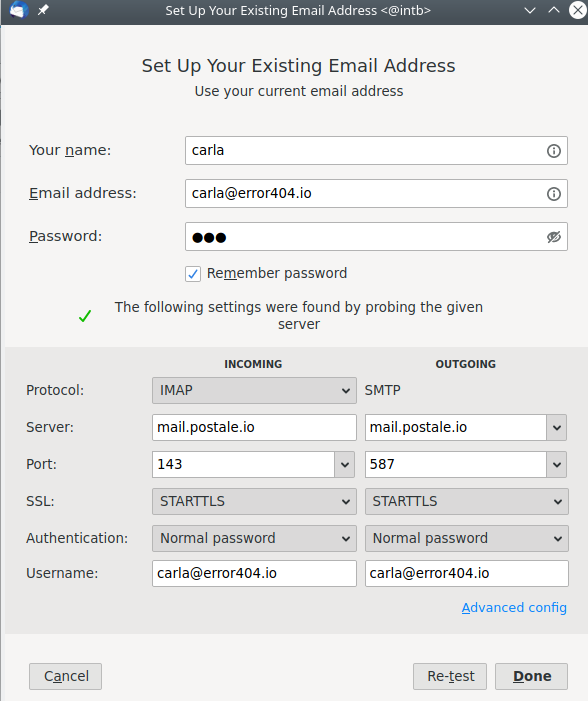 Set Up Your Existing Email Address <@intb>
Set Up Your Existing Email Address
Use your current email address
Your name: carla
Email address: carla@error404.io
Password: ●●●
Remember password
The following settings were found by probing the given
server
INCOMING OUTGOING
Protocol: IMAP SMTP
Server: mail.postale.io mail.postale.io
Port: 143 587
SSL: STARTTLS STARTTLS
Authentication: Normal password Normal password
Username: carla@error404.io carla@error404.io
Advanced config
Cancel Re-test Done